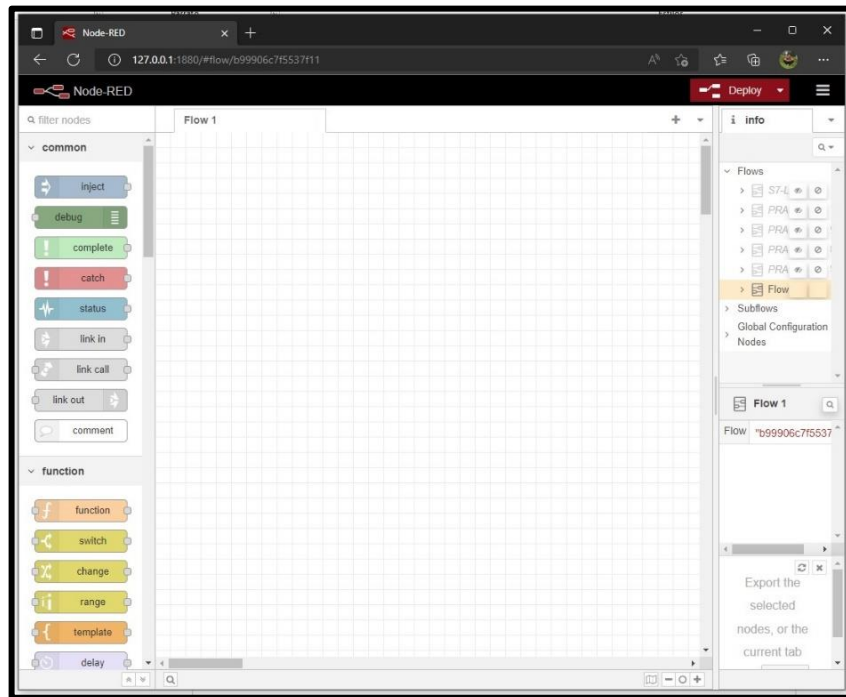 Node-RED
127.0.0.1:1880/#flow/b99906c7f5537f11
Node-RED
Deploy
filter nodes
Flow 1
info
common
inject
debug
complete
catch
status
link in
link call
link out
comment
function
function
switch
change
range
template
delay
Flows
S7-L
PRA
PRA
PRA
PRA
Flow
Subflows
Global Configuration
Nodes
Flow 1
Flow "b99906c7f5537
Export the
selected
nodes, or the
current tab